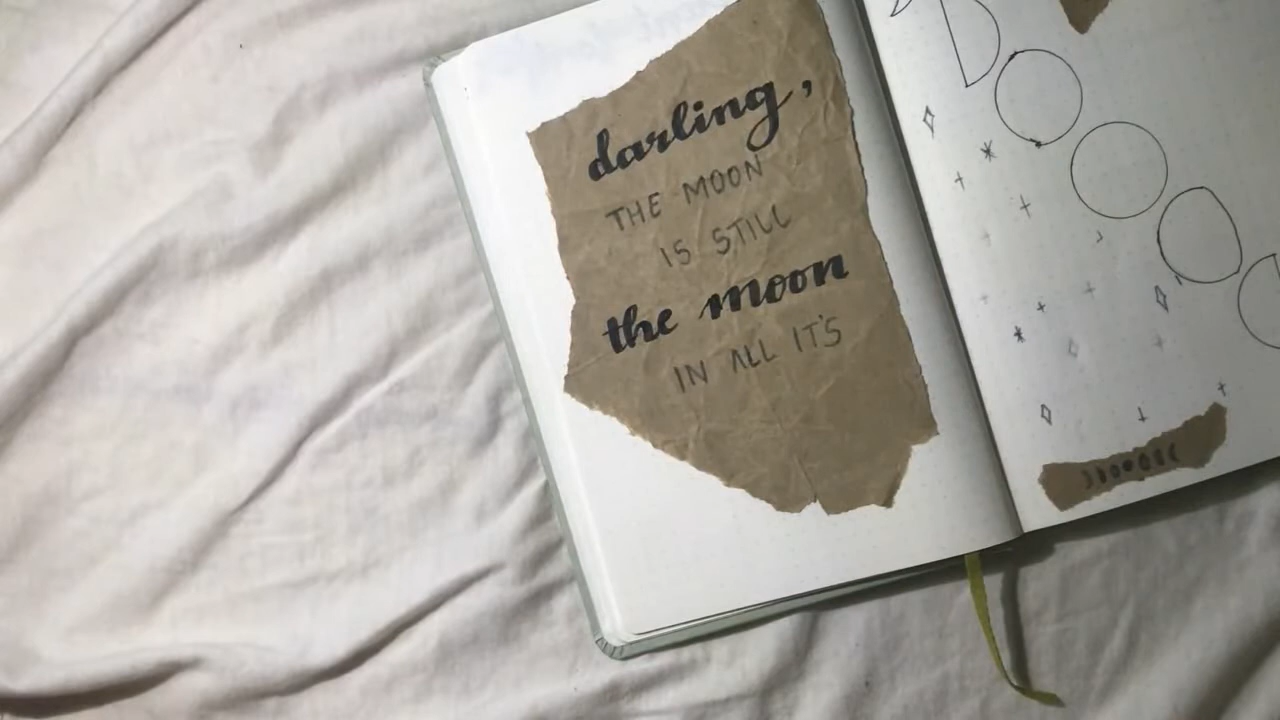 darling,
THE MOON
IS STILL
the moon
IN ALL IT'S